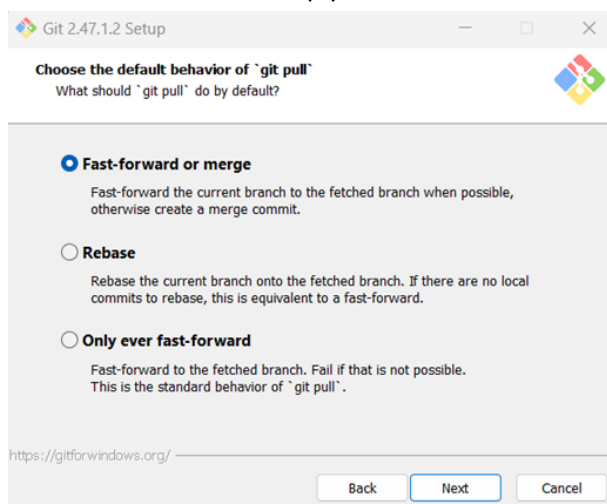 Git 2.47.1.2 Setup
Choose the default behavior of `git pull`
What should `git pull` do by default?
Fast-forward or merge
Fast-forward the current branch to the fetched branch when possible,
otherwise create a merge commit.
Rebase
Rebase the current branch onto the fetched branch. If there are no local
commits to rebase, this is equivalent to a fast-forward.
Only ever fast-forward
Fast-forward to the fetched branch. Fail if that is not possible.
This is the standard behavior of `git pull`.
https://gitforwindows.org/
Back Next Cancel